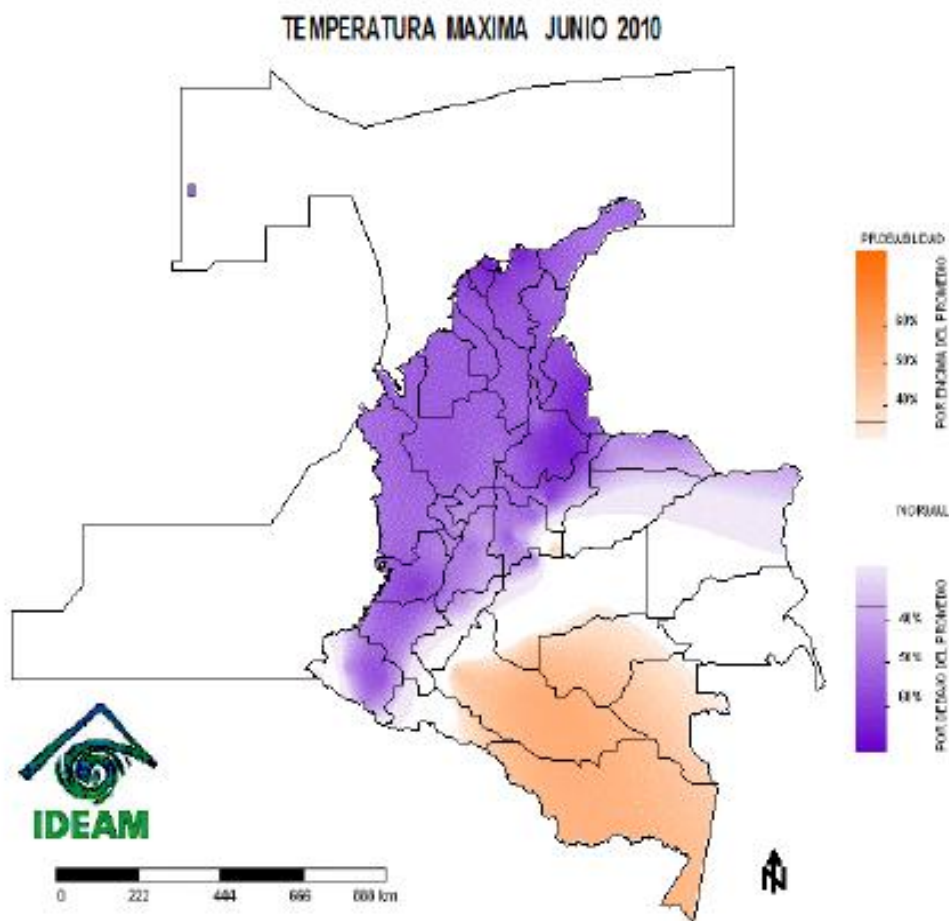 TEMPERATURA MAXIMA JUNIO 2010
PROBABILIDAD
60%
50%
40%
POR ENCIMA DEL PROMEDIO
NORMAL
40%
50%
60%
POR DEBAJO DEL PROMEDIO
IDEAM
0 222 444 666 888 km
N